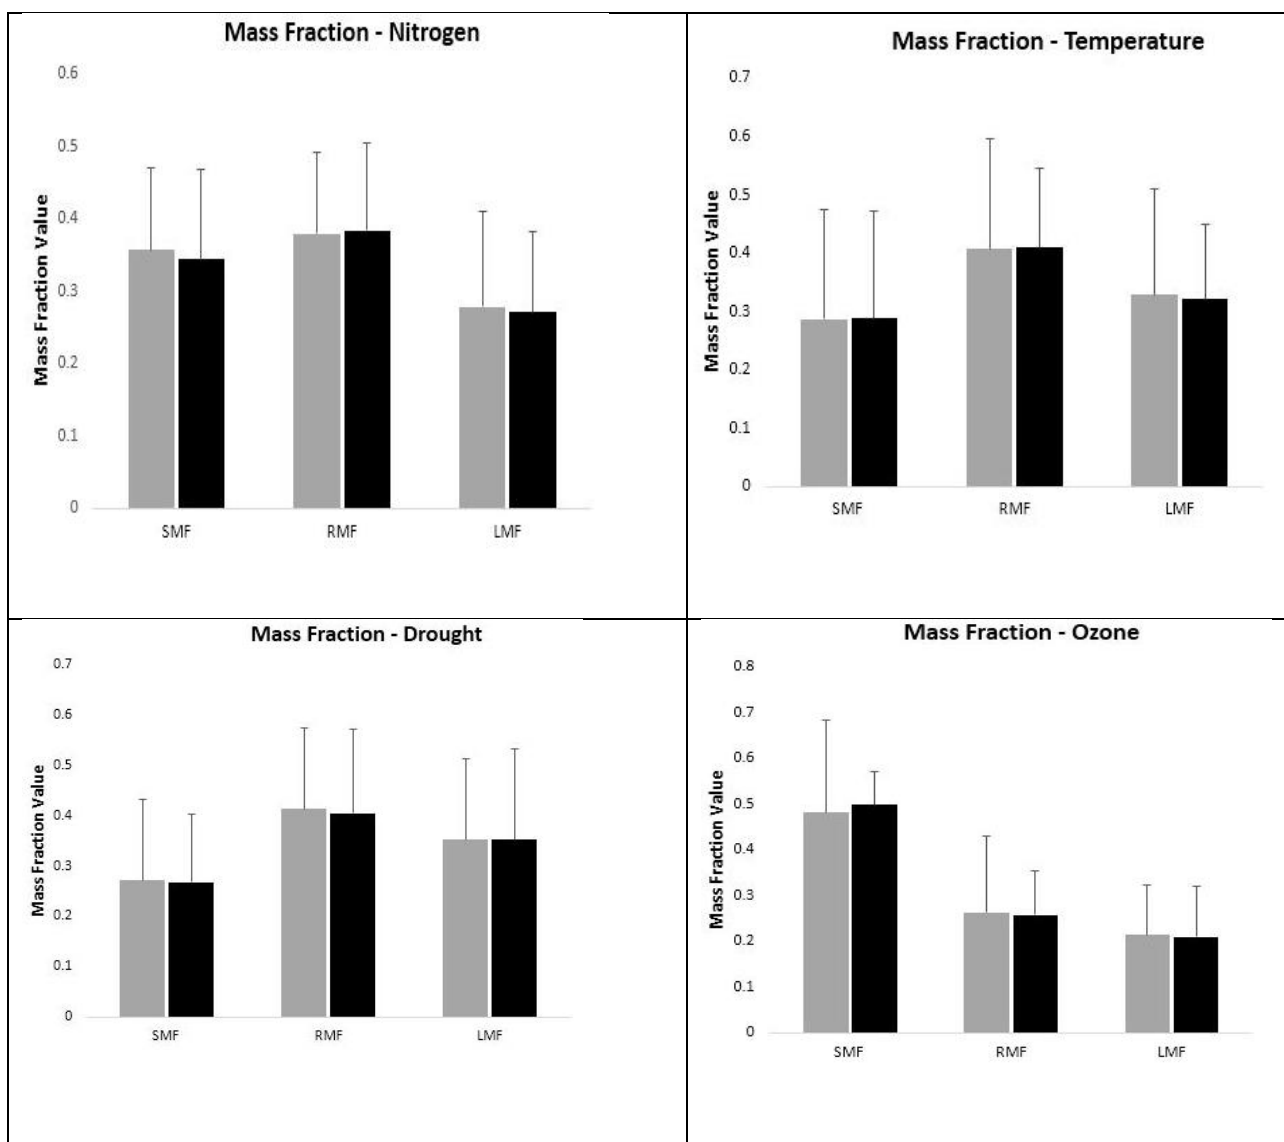 Mass Fraction - Nitrogen
Mass Fraction Value
0.6
0.5
0.4
0.3
0.2
0.1
0
SMF RMF LMF
Mass Fraction - Temperature
Mass Fraction Value
0.7
0.6
0.5
0.4
0.3
0.2
0.1
0
SMF RMF LMF
Mass Fraction - Drought
Mass Fraction Value
0.7
0.6
0.5
0.4
0.3
0.2
0.1
0
SMF RMF LMF
Mass Fraction - Ozone
Mass Fraction Value
0.8
0.7
0.6
0.5
0.4
0.3
0.2
0.1
0
SMF RMF LMF